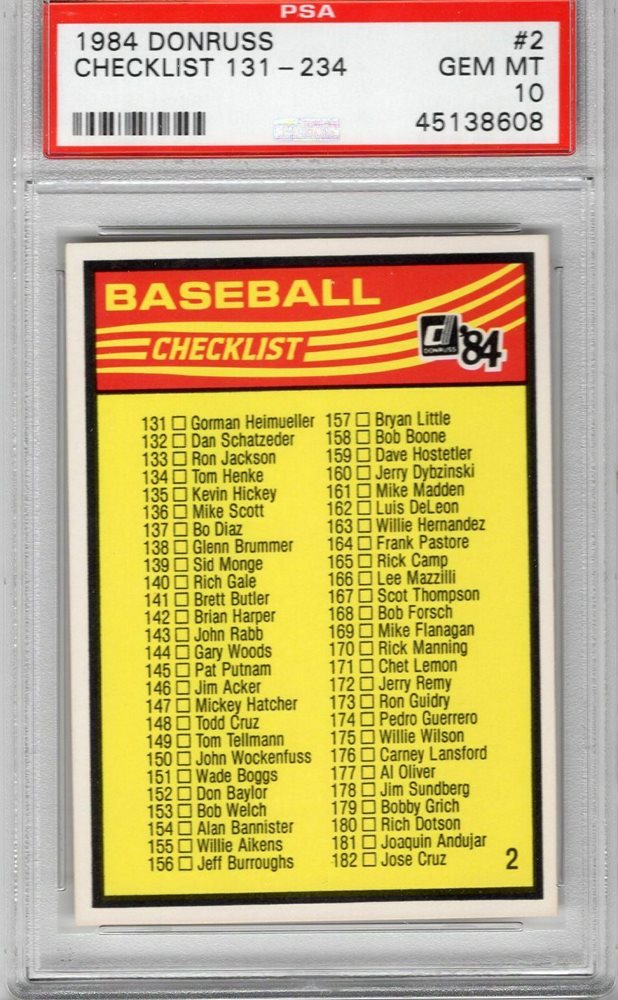 PSA
1984 DONRUSS #2
CHECKLIST 131 – 234 GEM MT
10
45138608
BASEBALL
CHECKLIST
DONRUSS '84
131 Gorman Heimueller
132 Dan Schatzeder
133 Ron Jackson
134 Tom Henke
135 Kevin Hickey
136 Mike Scott
137 Bo Diaz
138 Glenn Brummer
139 Sid Monge
140 Rich Gale
141 Brett Butler
142 Brian Harper
143 John Rabb
144 Gary Woods
145 Pat Putnam
146 Jim Acker
147 Mickey Hatcher
148 Todd Cruz
149 Tom Tellmann
150 John Wockenfuss
151 Wade Boggs
152 Don Baylor
153 Bob Welch
154 Alan Bannister
155 Willie Aikens
156 Jeff Burroughs
157 Bryan Little
158 Bob Boone
159 Dave Hostetler
160 Jerry Dybzinski
161 Mike Madden
162 Luis DeLeon
163 Willie Hernandez
164 Frank Pastore
165 Rick Camp
166 Lee Mazzilli
167 Scot Thompson
168 Bob Forsch
169 Mike Flanagan
170 Rick Manning
171 Chet Lemon
172 Jerry Remy
173 Ron Guidry
174 Pedro Guerrero
175 Willie Wilson
176 Carney Lansford
177 Al Oliver
178 Jim Sundberg
179 Bobby Grich
180 Rich Dotson
181 Joaquin Andujar
182 Jose Cruz
2